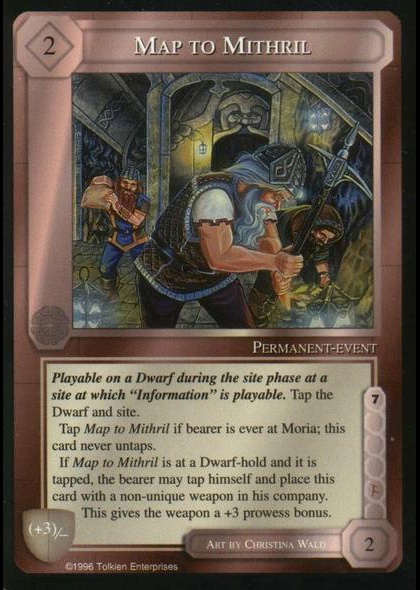 2
MAP TO MITHRIL
PERMANENT-EVENT
Playable on a Dwarf during the site phase at a
site at which “Information” is playable. Tap the
Dwarf and site.
Tap Map to Mithril if bearer is ever at Moria; this
card never untaps.
If Map to Mithril is at a Dwarf-hold and it is
tapped, the bearer may tap himself and place this
card with a non-unique weapon in his company.
This gives the weapon a +3 prowess bonus.
7
F
(+3)/–
ART BY CHRISTINA WALD
2
©1996 Tolkien Enterprises